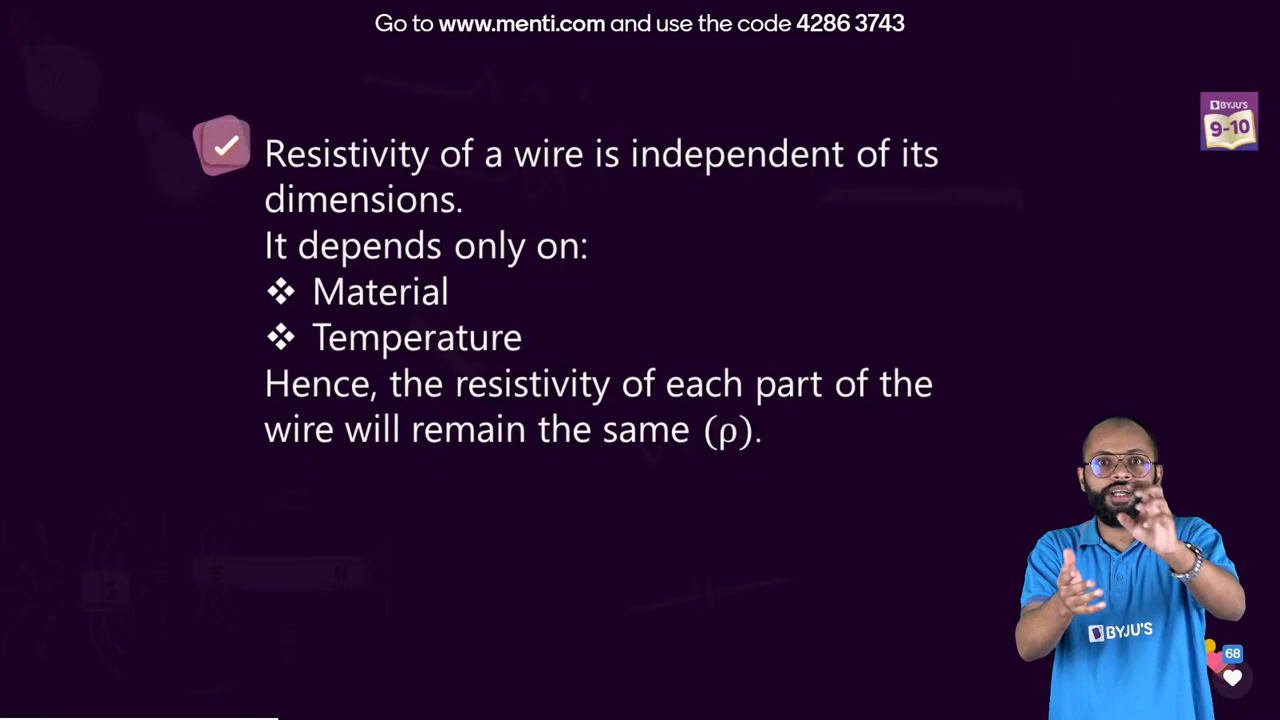 Go to www.menti.com and use the code 4286 3743
BYJU'S
9-10
Resistivity of a wire is independent of its
dimensions.
It depends only on:
❖ Material
❖ Temperature
Hence, the resistivity of each part of the
wire will remain the same (ρ).
BYJU'S
68